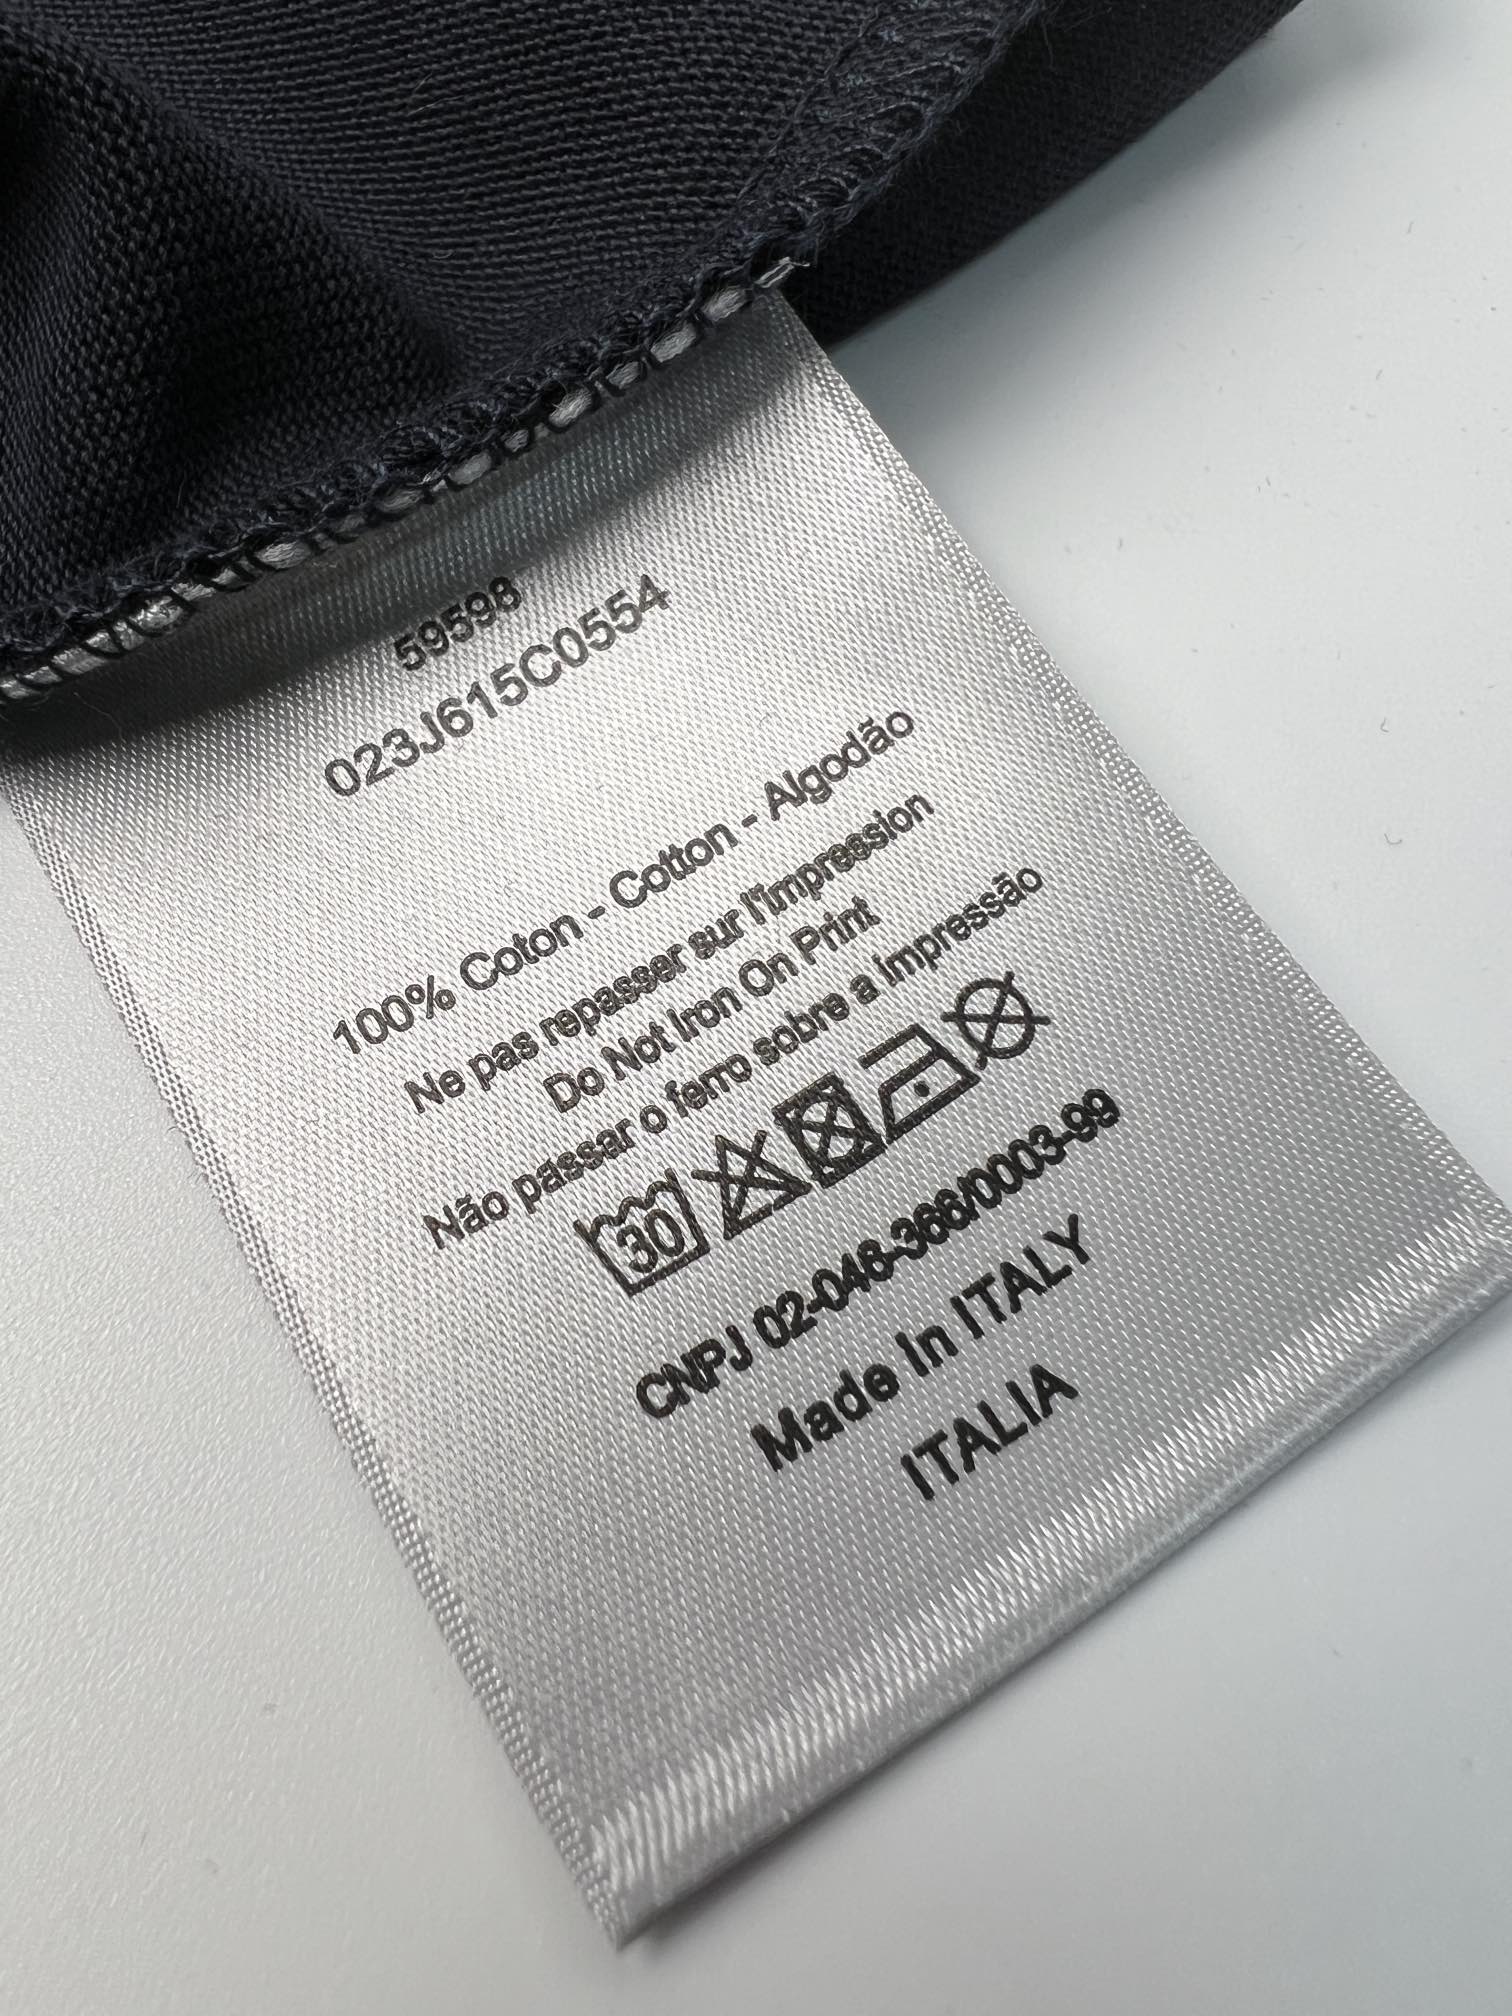 59598
023J615C0554
100% Coton - Cotton - Algodão
Ne pas repasser sur l'impression
Do Not Iron On Print
Não passar o ferro sobre a impressão
30
CNPJ 02-046-366/0003-99
Made In ITALY
ITALIA